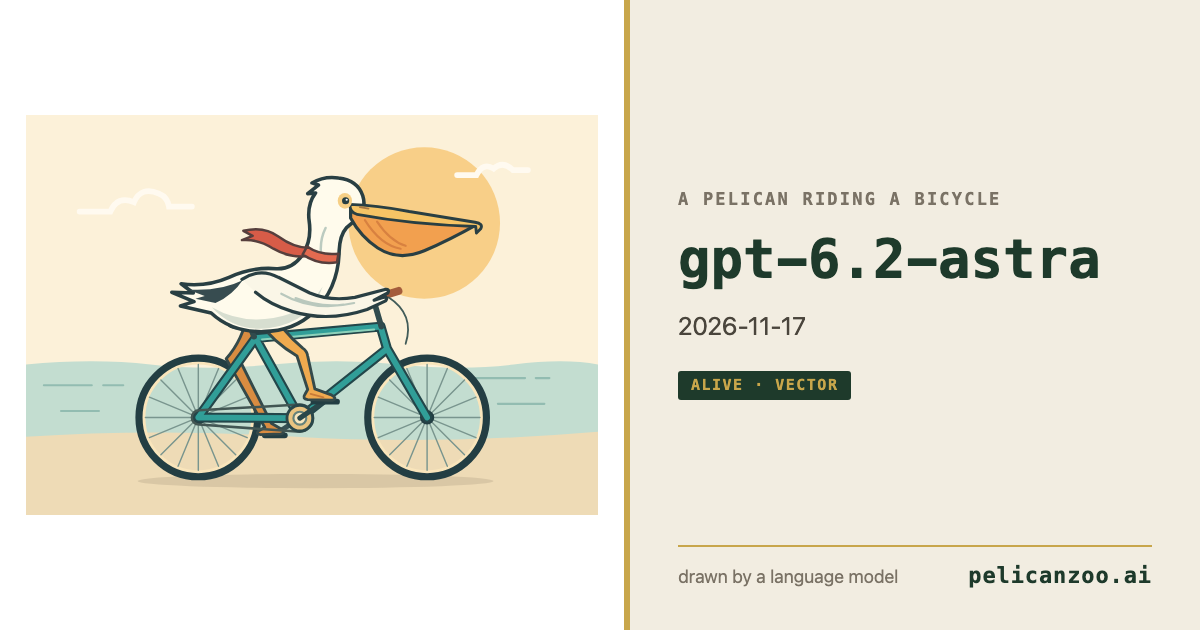 A PELICAN RIDING A BICYCLE
gpt-6.2-astra
2026-11-17
ALIVE · VECTOR
drawn by a language model
pelicanzoo.ai